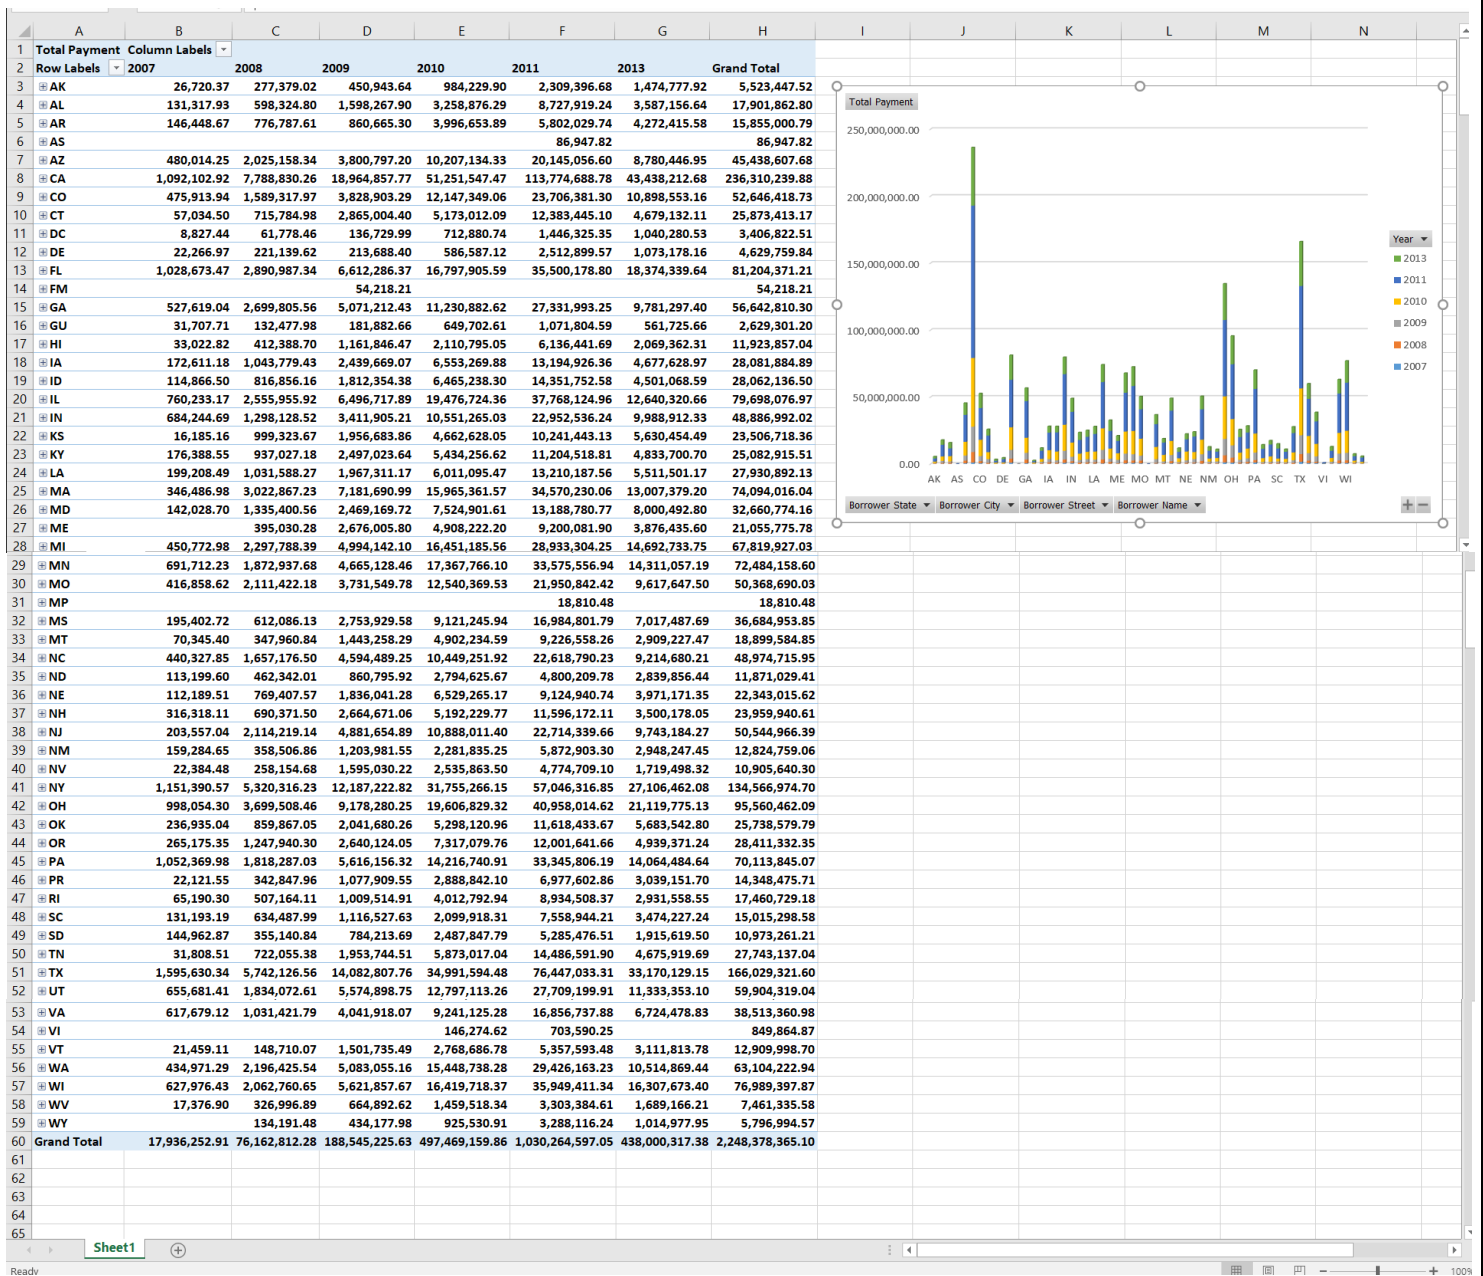 A B C D E F G H I J K L M N
1 Total Payment Column Labels
2 Row Labels 2007 2008 2009 2010 2011 2013 Grand Total
3 AK 26,720.37 277,379.02 450,943.64 984,229.90 2,309,396.68 1,474,777.92 5,523,447.52
4 AL 131,317.93 598,324.80 1,598,267.90 3,258,876.29 8,727,919.24 3,587,156.64 17,901,862.80
5 AR 146,448.67 776,787.61 860,665.30 3,996,653.89 5,802,029.74 4,272,415.58 15,855,000.79
6 AS 86,947.82 86,947.82
7 AZ 480,014.25 2,025,158.34 3,800,797.20 10,207,134.33 20,145,056.60 8,780,446.95 45,438,607.68
8 CA 1,092,102.92 7,788,830.26 18,964,857.77 51,251,547.47 113,774,688.78 43,438,212.68 236,310,239.88
9 CO 475,913.94 1,589,317.97 3,828,903.29 12,147,349.06 23,706,381.30 10,898,553.16 52,646,418.73
10 CT 57,034.50 715,784.98 2,865,004.40 5,173,012.09 12,383,445.10 4,679,132.11 25,873,413.17
11 DC 8,827.44 61,778.46 136,729.99 712,880.74 1,446,325.35 1,040,280.53 3,406,822.51
12 DE 22,266.97 221,139.62 213,688.40 586,587.12 2,512,899.57 1,073,178.16 4,629,759.84
13 FL 1,028,673.47 2,890,987.34 6,612,286.37 16,797,905.59 35,500,178.80 18,374,339.64 81,204,371.21
14 FM 54,218.21 54,218.21
15 GA 527,619.04 2,699,805.56 5,071,212.43 11,230,882.62 27,331,993.25 9,781,297.40 56,642,810.30
16 GU 31,707.71 132,477.98 181,882.66 649,702.61 1,071,804.59 561,725.66 2,629,301.20
17 HI 33,022.82 412,388.70 1,161,846.47 2,110,795.05 6,136,441.69 2,069,362.31 11,923,857.04
18 IA 172,611.18 1,043,779.43 2,439,669.07 6,553,269.88 13,194,926.36 4,677,628.97 28,081,884.89
19 ID 114,866.50 816,856.16 1,812,354.38 6,465,238.30 14,351,752.58 4,501,068.59 28,062,136.50
20 IL 760,233.17 2,555,955.92 6,496,717.89 19,476,724.36 37,768,124.96 12,640,320.66 79,698,076.97
21 IN 684,244.69 1,298,128.52 3,411,905.21 10,551,265.03 22,952,536.24 9,988,912.33 48,886,992.02
22 KS 16,185.16 999,323.67 1,956,683.86 4,662,628.05 10,241,443.13 5,630,454.49 23,506,718.36
23 KY 176,388.55 937,027.18 2,497,023.64 5,434,256.62 11,204,518.81 4,833,700.70 25,082,915.51
24 LA 199,208.49 1,031,588.27 1,967,311.51 6,011,095.47 13,210,187.56 5,511,501.17 27,930,892.13
25 MA 346,486.98 3,022,867.23 7,181,690.99 15,965,361.57 34,570,230.06 13,007,379.20 74,094,016.04
26 MD 142,028.70 1,335,400.56 2,469,169.72 7,524,901.61 13,188,780.77 8,000,492.80 32,660,774.16
27 ME 395,030.28 2,676,005.80 4,908,222.20 9,200,081.90 3,876,435.60 21,055,775.78
28 MI 450,772.98 2,297,788.39 4,994,142.10 16,451,185.56 28,933,304.25 14,692,733.75 67,819,927.03
29 MN 691,712.23 1,872,937.68 4,665,128.46 17,367,766.10 33,575,556.94 14,311,057.19 72,484,158.60
30 MO 416,858.62 2,111,422.18 3,731,549.78 12,540,369.53 21,950,842.42 9,617,647.50 50,368,690.03
31 MP 18,810.48 18,810.48
32 MS 195,402.72 612,086.13 2,753,929.58 9,121,245.94 16,984,801.79 7,017,487.69 36,684,953.85
33 MT 70,345.40 347,960.84 1,443,258.29 4,902,234.59 9,226,558.26 2,909,227.47 18,899,584.85
34 NC 440,327.85 1,657,176.50 4,594,489.25 10,449,251.92 22,618,790.23 9,214,680.21 48,974,715.95
35 ND 113,199.60 462,342.01 860,795.92 2,794,625.67 4,800,209.78 2,839,856.44 11,871,029.41
36 NE 112,189.51 769,407.57 1,836,041.28 6,529,265.17 9,124,940.74 3,971,171.35 22,343,015.62
37 NH 316,318.11 690,371.50 2,664,671.06 5,192,229.77 11,596,172.11 3,500,178.05 23,959,940.61
38 NJ 203,557.04 2,114,219.14 4,881,654.89 10,888,011.40 22,714,339.66 9,743,184.27 50,544,966.39
39 NM 159,284.65 358,506.86 1,203,981.55 2,281,835.25 5,872,903.30 2,948,247.45 12,824,759.06
40 NV 22,384.48 258,154.68 1,595,030.22 2,535,863.50 4,774,709.10 1,719,498.32 10,905,640.30
41 NY 1,151,390.57 5,320,316.23 12,187,222.82 31,755,266.15 57,046,316.85 27,106,462.08 134,566,974.70
42 OH 998,054.30 3,699,508.46 9,178,280.25 19,606,829.32 40,958,014.62 21,119,775.13 95,560,462.09
43 OK 236,935.04 859,867.05 2,041,680.26 5,298,120.96 11,618,433.67 5,683,542.80 25,738,579.79
44 OR 265,175.35 1,247,940.30 2,640,124.05 7,317,079.76 12,001,641.66 4,939,371.24 28,411,332.35
45 PA 1,052,369.98 1,818,287.03 5,616,156.32 14,216,740.91 33,345,806.19 14,064,484.64 70,113,845.07
46 PR 22,121.55 342,847.96 1,077,909.55 2,888,842.10 6,977,602.86 3,039,151.70 14,348,475.71
47 RI 65,190.30 507,164.11 1,009,514.91 4,012,792.94 8,934,508.37 2,931,558.55 17,460,729.18
48 SC 131,193.19 634,487.99 1,116,527.63 2,099,918.31 7,558,944.21 3,474,227.24 15,015,298.58
49 SD 144,962.87 355,140.84 784,213.69 2,487,847.79 5,285,476.51 1,915,619.50 10,973,261.21
50 TN 31,808.51 722,055.38 1,953,744.51 5,873,017.04 14,486,591.90 4,675,919.69 27,743,137.04
51 TX 1,595,630.34 5,742,126.56 14,082,807.76 34,991,594.48 76,447,033.31 33,170,129.15 166,029,321.60
52 UT 655,681.41 1,834,072.61 5,574,898.75 12,797,113.26 27,709,199.91 11,333,353.10 59,904,319.04
53 VA 617,679.12 1,031,421.79 4,041,918.07 9,241,125.28 16,856,737.88 6,724,478.83 38,513,360.98
54 VI 146,274.62 703,590.25 849,864.87
55 VT 21,459.11 148,710.07 1,501,735.49 2,768,686.78 5,357,593.48 3,111,813.78 12,909,998.70
56 WA 434,971.29 2,196,425.54 5,083,055.16 15,448,738.28 29,426,163.23 10,514,869.44 63,104,222.94
57 WI 627,976.43 2,062,760.65 5,621,857.67 16,419,718.37 35,949,411.34 16,307,673.40 76,989,397.87
58 WV 17,376.90 326,996.89 664,892.62 1,459,518.34 3,303,384.61 1,689,166.21 7,461,335.58
59 WY 134,191.48 434,177.98 925,530.91 3,288,116.24 1,014,977.95 5,796,994.57
60 Grand Total 17,936,252.91 76,162,812.28 188,545,225.63 497,469,159.86 1,030,264,597.05 438,000,317.38 2,248,378,365.10
61
62
63
64
65
Total Payment
250,000,000.00
200,000,000.00
150,000,000.00
100,000,000.00
50,000,000.00
0.00
AK AS CO DE GA IA IN LA ME MO MT NE NM OH PA SC TX VI WI
Year
2013
2011
2010
2009
2008
2007
Borrower State Borrower City Borrower Street Borrower Name
Sheet1
Ready
100%